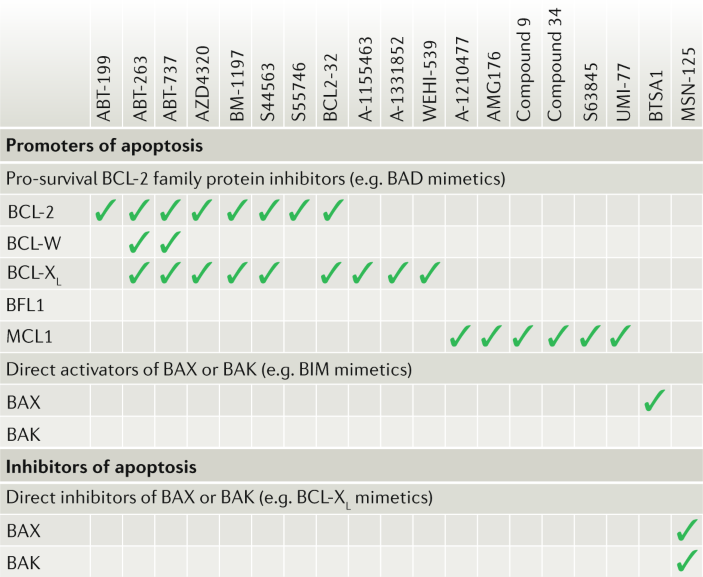 ABT-199 ABT-263 ABT-737 AZD4320 BM-1197 S44563 S55746 BCL2-32 A-1155463 A-1331852 WEHI-539 A-1210477 AMG176 Compound 9 Compound 34 S63845 UMI-77 BTSA1 MSN-125
Promoters of apoptosis
Pro-survival BCL-2 family protein inhibitors (e.g. BAD mimetics)
BCL-2 ✓ ✓ ✓ ✓ ✓ ✓ ✓ ✓
BCL-W ✓ ✓
BCL-X_L ✓ ✓ ✓ ✓ ✓ ✓ ✓ ✓ ✓
BFL1
MCL1 ✓ ✓ ✓ ✓ ✓ ✓
Direct activators of BAX or BAK (e.g. BIM mimetics)
BAX ✓
BAK
Inhibitors of apoptosis
Direct inhibitors of BAX or BAK (e.g. BCL-X_L mimetics)
BAX ✓
BAK ✓